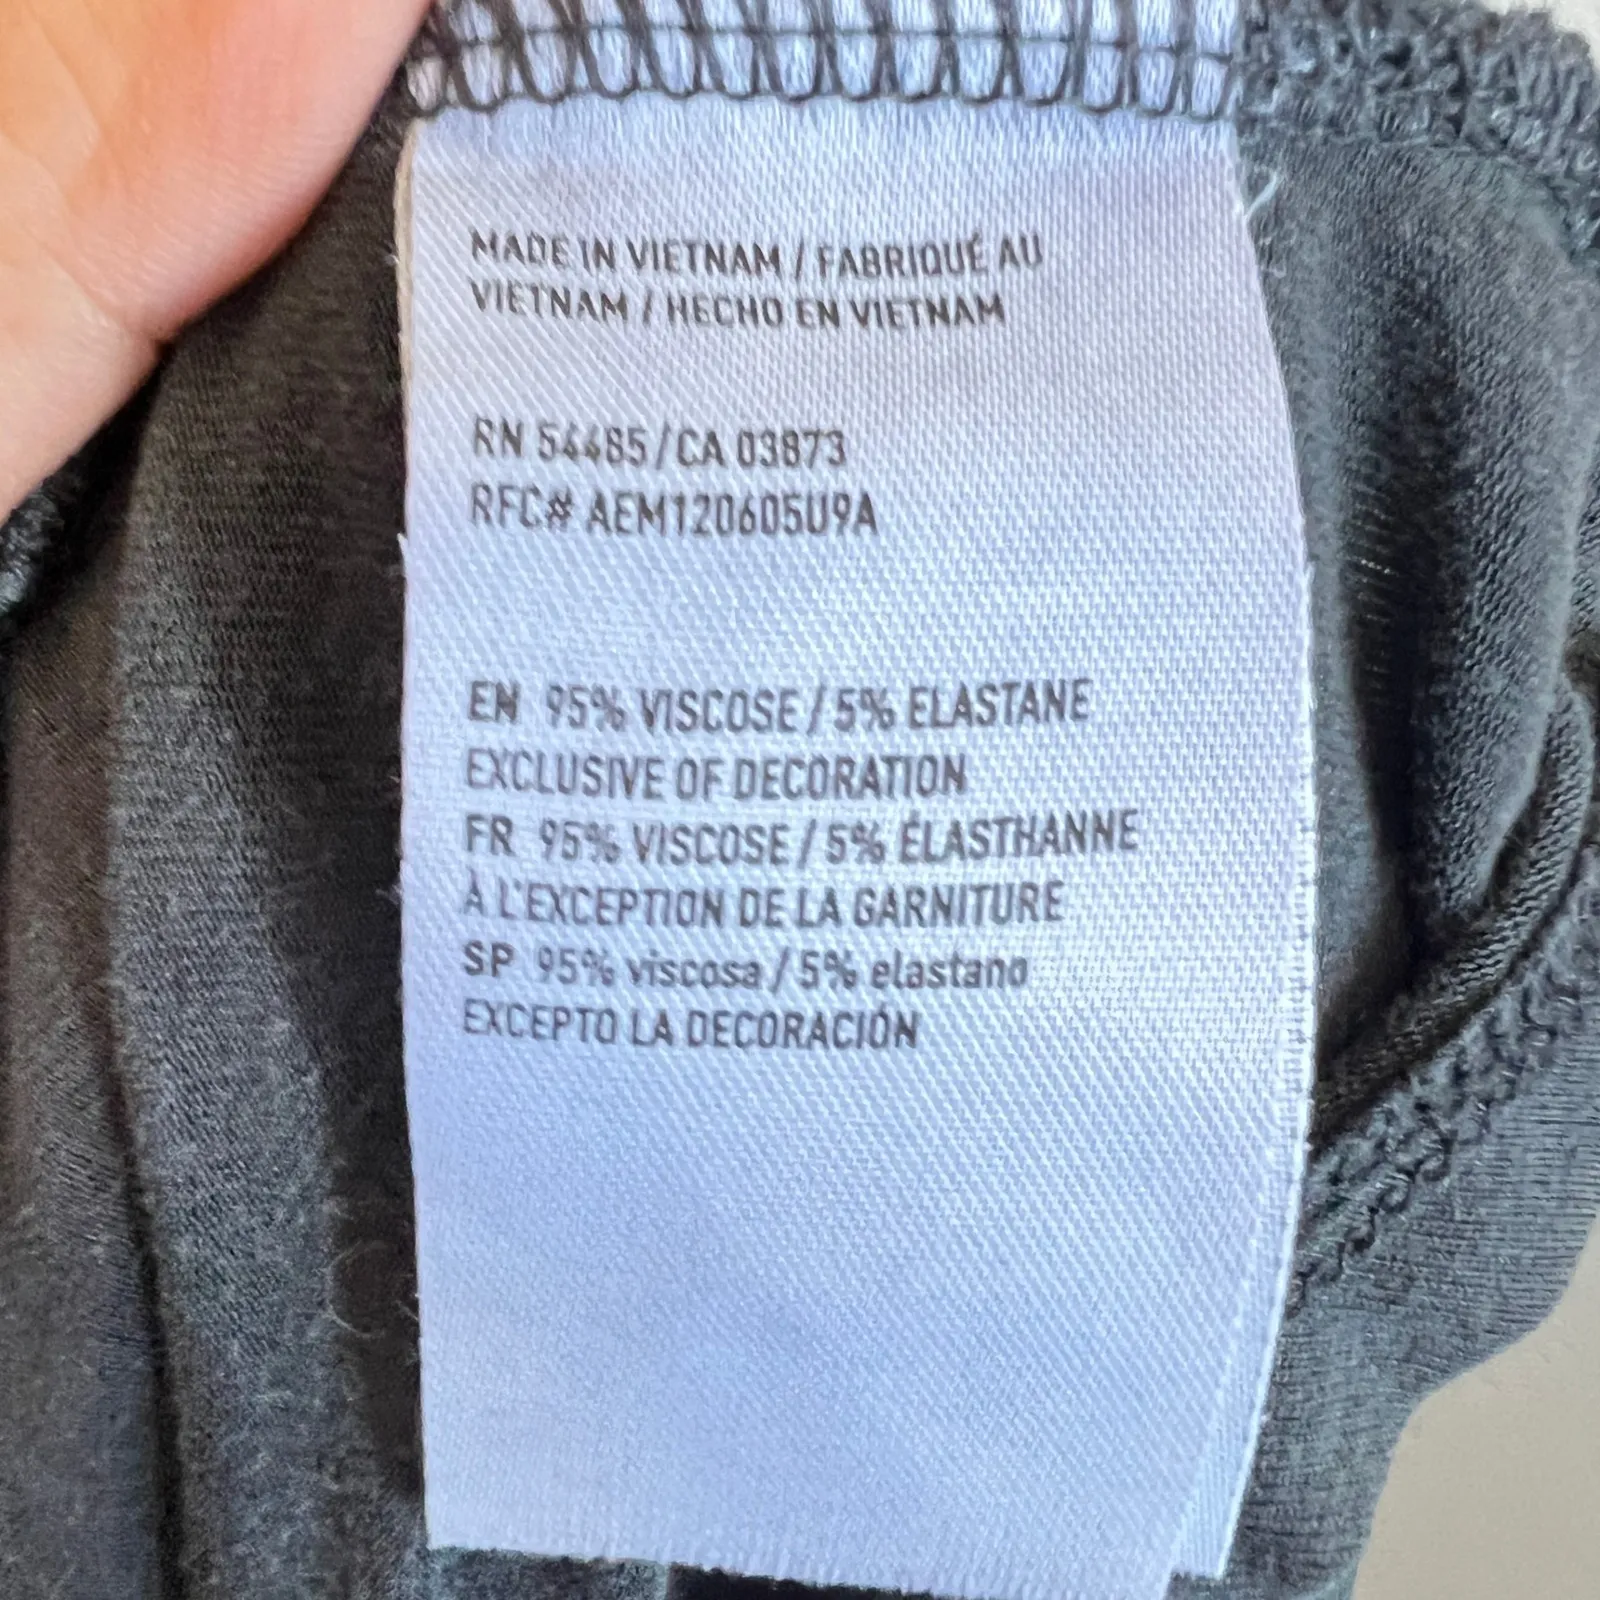 MADE IN VIETNAM / FABRIQUÉ AU
VIETNAM / HECHO EN VIETNAM
RN 54485/CA 03873
RFC# AEM120605U9A
EN 95% VISCOSE / 5% ELASTANE
EXCLUSIVE OF DECORATION
FR 95% VISCOSE / 5% ÉLASTHANNE
À L'EXCEPTION DE LA GARNITURE
SP 95% viscosa / 5% elastano
EXCEPTO LA DECORACIÓN